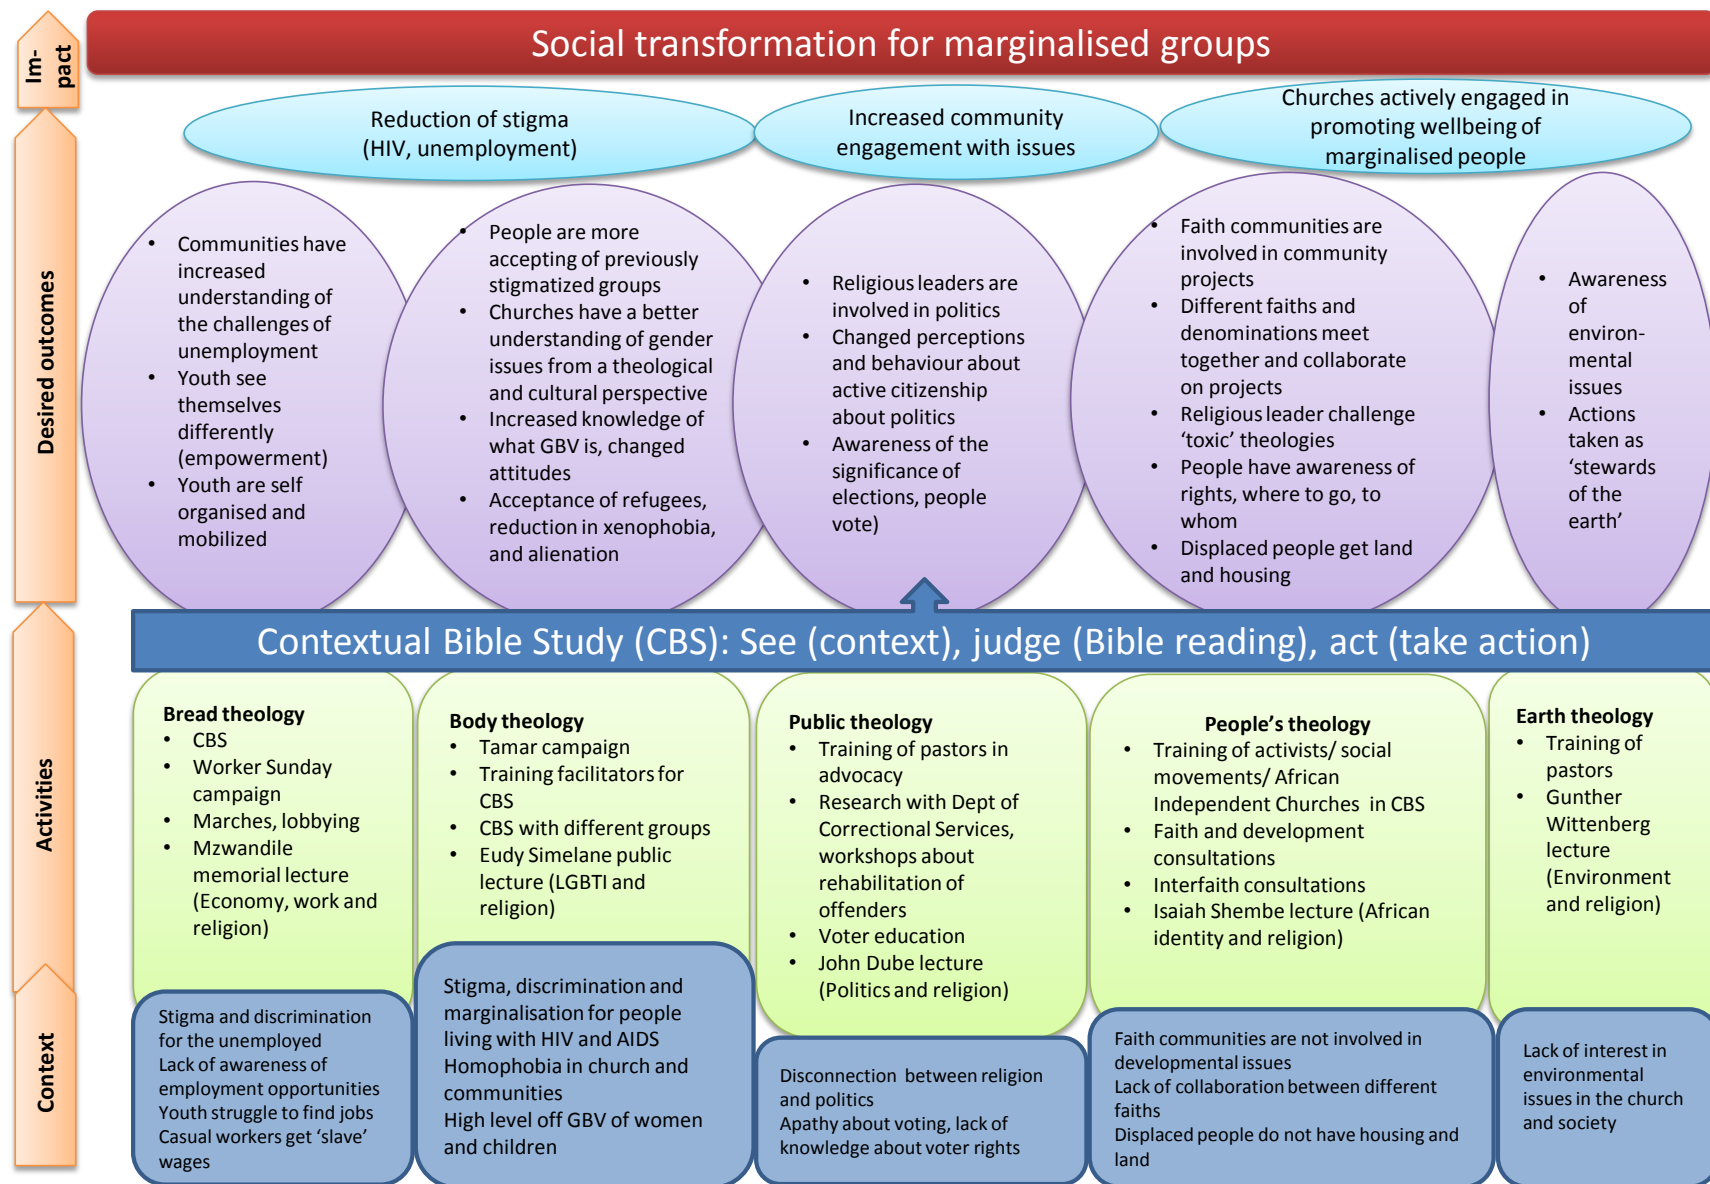 Im-
pact
Social transformation for marginalised groups
Reduction of stigma
(HIV, unemployment)
Increased community
engagement with issues
Churches actively engaged in
promoting wellbeing of
marginalised people
Desired outcomes
• Communities have
increased
understanding of
the challenges of
unemployment
• Youth see
themselves
differently
(empowerment)
• Youth are self
organised and
mobilized
• People are more
accepting of previously
stigmatized groups
• Churches have a better
understanding of gender
issues from a theological
and cultural perspective
• Increased knowledge of
what GBV is, changed
attitudes
• Acceptance of refugees,
reduction in xenophobia,
and alienation
• Religious leaders are
involved in politics
• Changed perceptions
and behaviour about
active citizenship
about politics
• Awareness of the
significance of
elections, people
vote)
• Faith communities are
involved in community
projects
• Different faiths and
denominations meet
together and collaborate
on projects
• Religious leader challenge
‘toxic’ theologies
• People have awareness of
rights, where to go, to
whom
• Displaced people get land
and housing
• Awareness
of
environ-
mental
issues
• Actions
taken as
‘stewards
of the
earth’
Contextual Bible Study (CBS): See (context), judge (Bible reading), act (take action)
Activities
Bread theology
• CBS
• Worker Sunday
campaign
• Marches, lobbying
• Mzwandile
memorial lecture
(Economy, work and
religion)
Body theology
• Tamar campaign
• Training facilitators for
CBS
• CBS with different groups
• Eudy Simelane public
lecture (LGBTI and
religion)
Public theology
• Training of pastors in
advocacy
• Research with Dept of
Correctional Services,
workshops about
rehabilitation of
offenders
• Voter education
• John Dube lecture
(Politics and religion)
People’s theology
• Training of activists/ social
movements/ African
Independent Churches in CBS
• Faith and development
consultations
• Interfaith consultations
• Isaiah Shembe lecture (African
identity and religion)
Earth theology
• Training of
pastors
• Gunther
Wittenberg
lecture
(Environment
and religion)
Context
Stigma and discrimination
for the unemployed
Lack of awareness of
employment opportunities
Youth struggle to find jobs
Casual workers get ‘slave’
wages
Stigma, discrimination and
marginalisation for people
living with HIV and AIDS
Homophobia in church and
communities
High level off GBV of women
and children
Disconnection between religion
and politics
Apathy about voting, lack of
knowledge about voter rights
Faith communities are not involved in
developmental issues
Lack of collaboration between different
faiths
Displaced people do not have housing and
land
Lack of interest in
environmental
issues in the church
and society